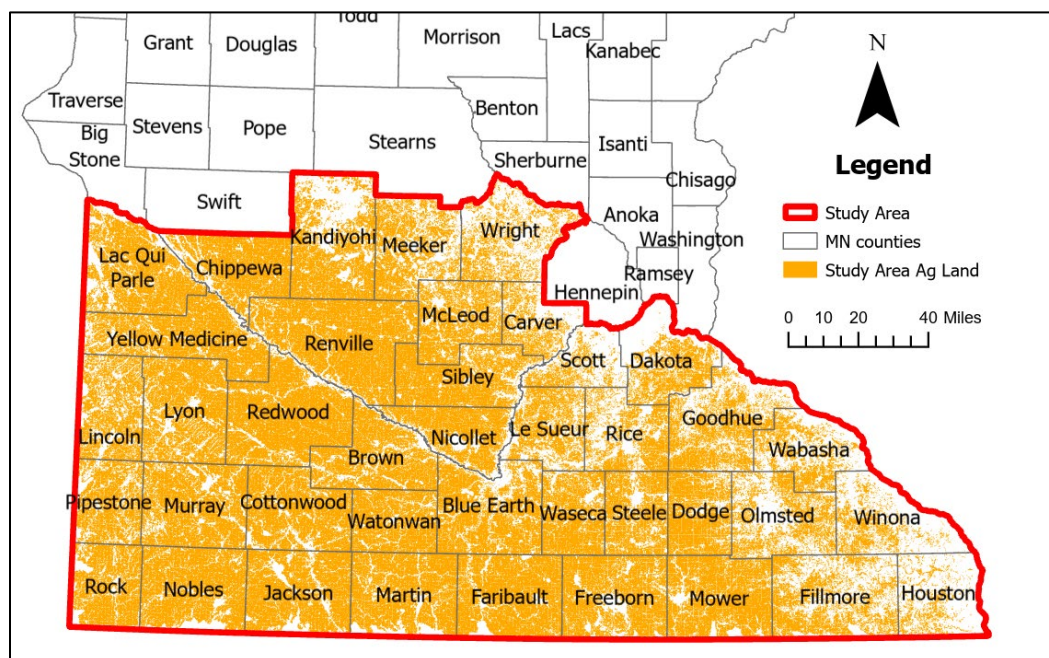 Todd
Morrison
Lacs
Kanabec
Grant
Douglas
Traverse
Big
Stone
Stevens
Pope
Stearns
Benton
Isanti
Sherburne
Chisago
Swift
Anoka
Washington
Ramsey
Hennepin
Kandiyohi
Meeker
Wright
Lac Qui
Parle
Chippewa
McLeod
Carver
Yellow Medicine
Renville
Scott
Dakota
Sibley
Lyon
Redwood
Goodhue
Lincoln
Nicollet
Le Sueur
Rice
Wabasha
Brown
Pipestone
Murray
Cottonwood
Watonwan
Blue Earth
Waseca
Steele
Dodge
Olmsted
Winona
Rock
Nobles
Jackson
Martin
Faribault
Freeborn
Mower
Fillmore
Houston
N
Legend
Study Area
MN counties
Study Area Ag Land
0 10 20 40 Miles